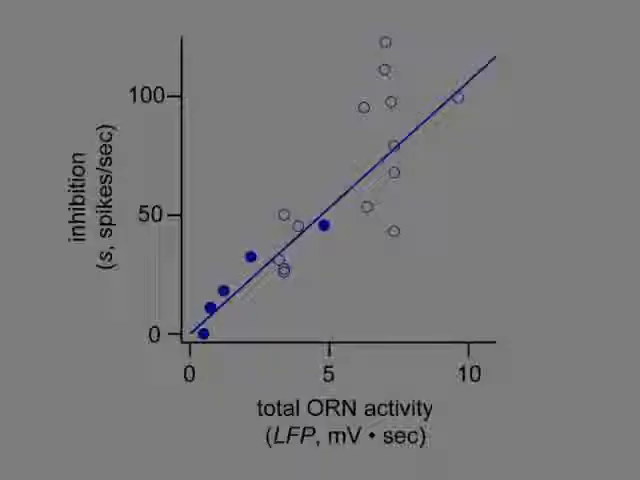 100
50
0
inhibition
(s, spikes/sec)
0 5 10
total ORN activity
(LFP, mV • sec)